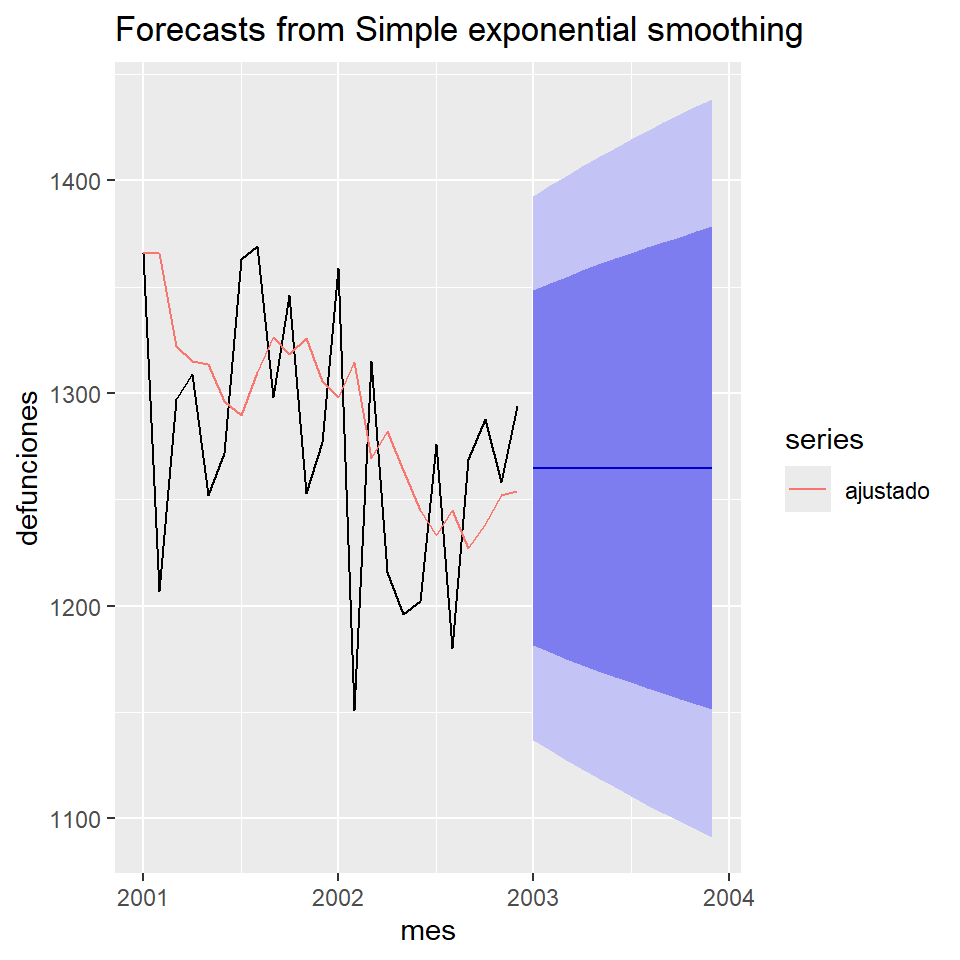 Forecasts from Simple exponential smoothing
1400
1300
1200
1100
defunciones
2001
2002
2003
2004
mes
series
ajustado